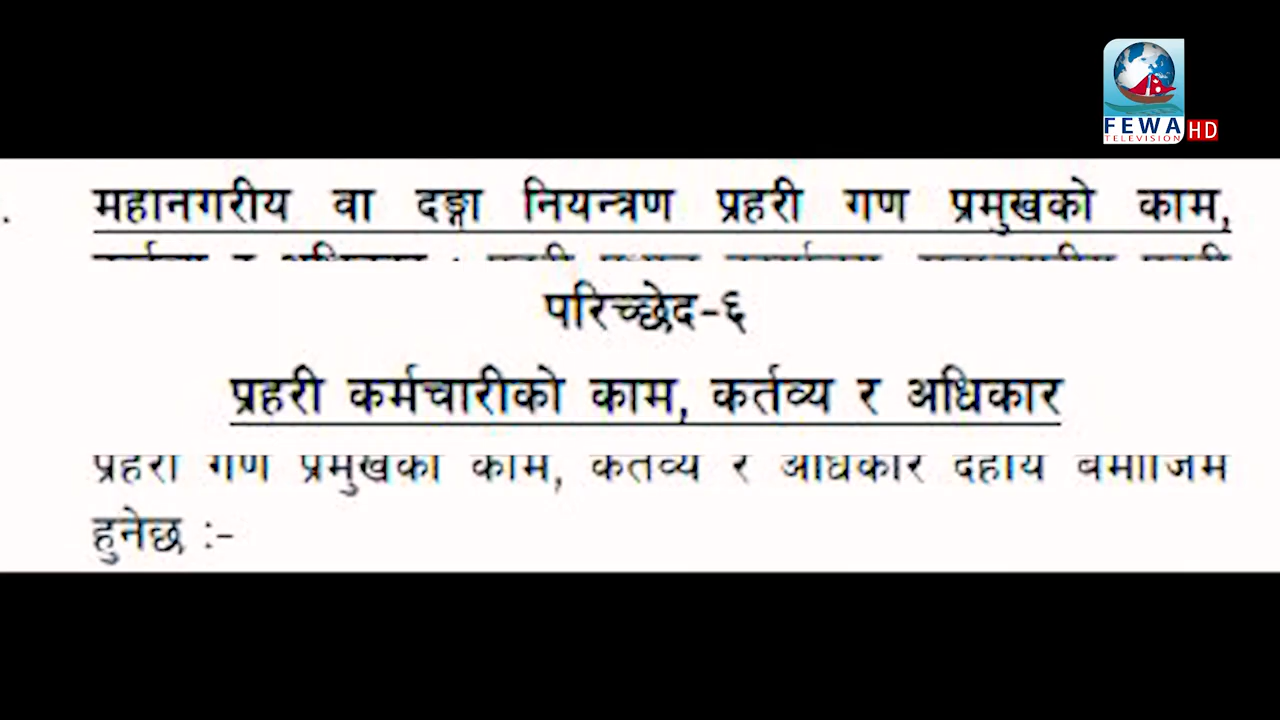 FEWA
TELEVISION HD
महानगरीय वा दङ्गा नियन्त्रण प्रहरी गण प्रमुखको काम,
परिच्छेद-६
प्रहरी कर्मचारीको काम, कर्तव्य र अधिकार
प्रहरी गण प्रमुखको काम, कर्तव्य र अधिकार देहाय बमोजिम
हुनेछ :-